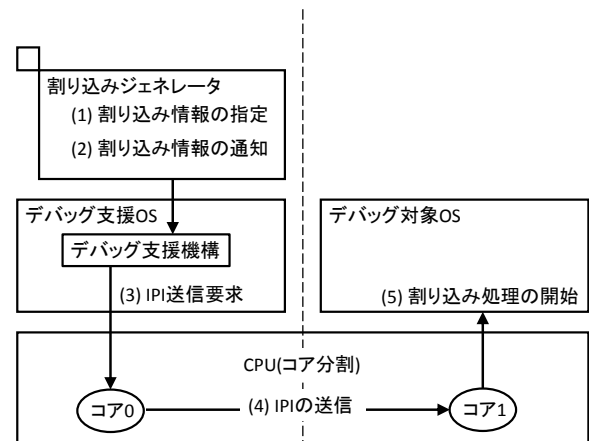 割り込みジェネレータ
(1) 割り込み情報の指定
(2) 割り込み情報の通知
デバッグ支援OS
デバッグ支援機構
(3) IPI送信要求
デバッグ対象OS
(5) 割り込み処理の開始
CPU(コア分割)
コア0
(4) IPIの送信
コア1